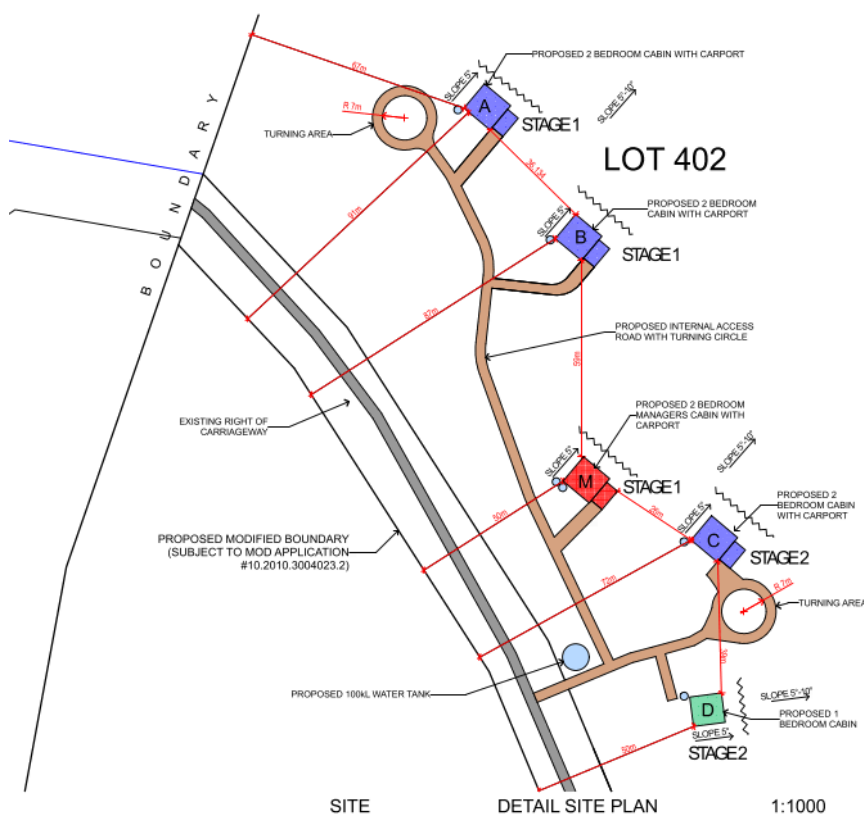 PROPOSED 2 BEDROOM CABIN WITH CARPORT
67m
SLOPE 5°
A
R 7m
SLOPE 5°-10°
STAGE 1
TURNING AREA
LOT 402
36.134
BOUNDARY
PROPOSED 2 BEDROOM
CABIN WITH CARPORT
91m
SLOPE 5°
B
STAGE 1
87m
PROPOSED INTERNAL ACCESS
ROAD WITH TURNING CIRCLE
59m
PROPOSED 2 BEDROOM
MANAGERS CABIN WITH
CARPORT
EXISTING RIGHT OF
CARRIAGEWAY
SLOPE 5°-10°
SLOPE 5°
M
STAGE 1
PROPOSED 2
BEDROOM CABIN
WITH CARPORT
50m
26m
SLOPE 5°
PROPOSED MODIFIED BOUNDARY
(SUBJECT TO MOD APPLICATION
#10.2010.3004023.2)
C
STAGE 2
72m
R 7m
TURNING AREA
PROPOSED 100kL WATER TANK
SLOPE 5°-10°
D
PROPOSED 1
BEDROOM CABIN
SLOPE 5°
STAGE 2
50m
SITE
DETAIL SITE PLAN
1:1000